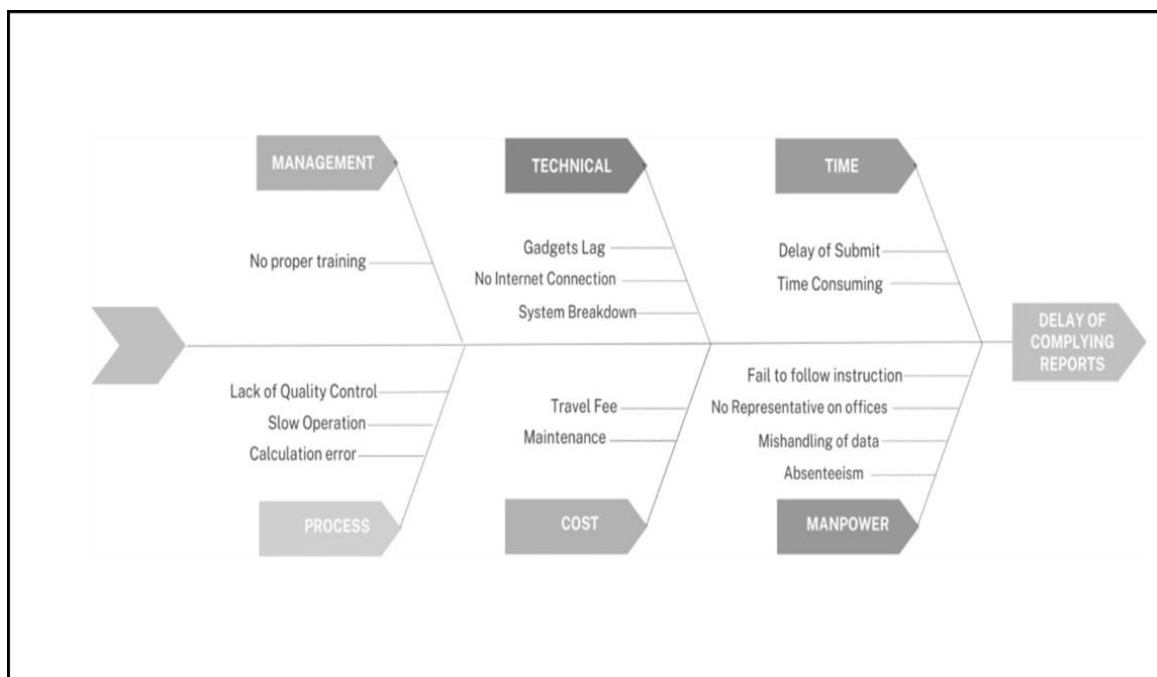 MANAGEMENT
TECHNICAL
TIME
No proper training
Gadgets Lag
No Internet Connection
System Breakdown
Delay of Submit
Time Consuming
DELAY OF
COMPLYING
REPORTS
Lack of Quality Control
Slow Operation
Calculation error
Travel Fee
Maintenance
Fail to follow instruction
No Representative on offices
Mishandling of data
Absenteeism
PROCESS
COST
MANPOWER